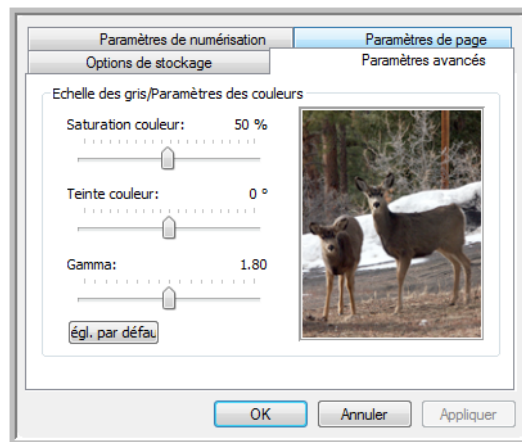 Paramètres de numérisation
Paramètres de page
Options de stockage
Paramètres avancés
Echelle des gris/Paramètres des couleurs
Saturation couleur: 50 %
Teinte couleur: 0 °
Gamma: 1.80
égl. par défau
OK
Annuler
Appliquer